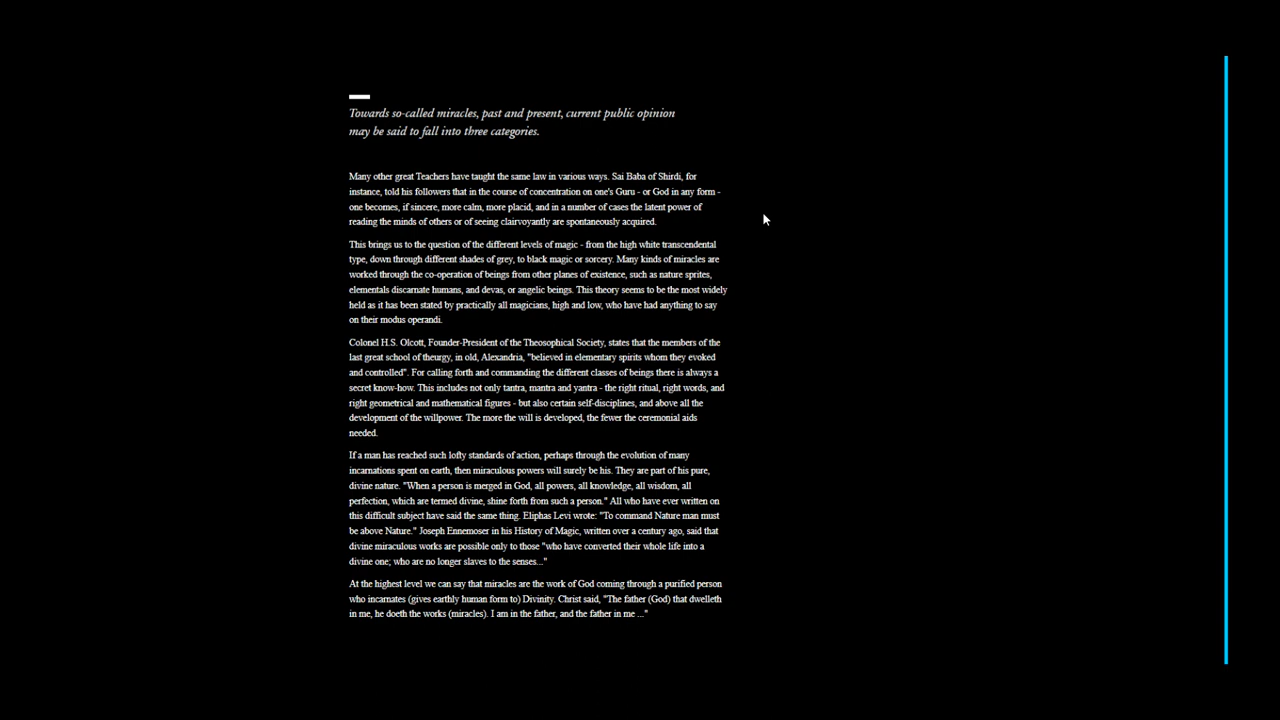 Towards so-called miracles, past and present, current public opinion
may be said to fall into three categories.
Many other great Teachers have taught the same law in various ways. Sai Baba of Shirdi, for
instance, told his followers that in the course of concentration on one's Guru - or God in any form -
one becomes, if sincere, more calm, more placid, and in a number of cases the latent power of
reading the minds of others or of seeing clairvoyantly are spontaneously acquired.
This brings us to the question of the different levels of magic - from the high white transcendental
type, down through different shades of grey, to black magic or sorcery. Many kinds of miracles are
worked through the co-operation of beings from other planes of existence, such as nature sprites,
elementals discarnate humans, and devas, or angelic beings. This theory seems to be the most widely
held as it has been stated by practically all magicians, high and low, who have had anything to say
on their modus operandi.
Colonel H.S. Olcott, Founder-President of the Theosophical Society, states that the members of the
last great school of theurgy, in old, Alexandria, "believed in elementary spirits whom they evoked
and controlled". For calling forth and commanding the different classes of beings there is always a
secret know-how. This includes not only tantra, mantra and yantra - the right ritual, right words, and
right geometrical and mathematical figures - but also certain self-disciplines, and above all the
development of the willpower. The more the will is developed, the fewer the ceremonial aids
needed.
If a man has reached such lofty standards of action, perhaps through the evolution of many
incarnations spent on earth, then miraculous powers will surely be his. They are part of his pure,
divine nature. "When a person is merged in God, all powers, all knowledge, all wisdom, all
perfection, which are termed divine, shine forth from such a person." All who have ever written on
this difficult subject have said the same thing. Eliphas Levi wrote: "To command Nature man must
be above Nature." Joseph Ennemoser in his History of Magic, written over a century ago, said that
divine miraculous works are possible only to those "who have converted their whole life into a
divine one; who are no longer slaves to the senses..."
At the highest level we can say that miracles are the work of God coming through a purified person
who incarnates (gives earthly human form to) Divinity. Christ said, "The father (God) that dwelleth
in me, he doeth the works (miracles). I am in the father, and the father in me ..."